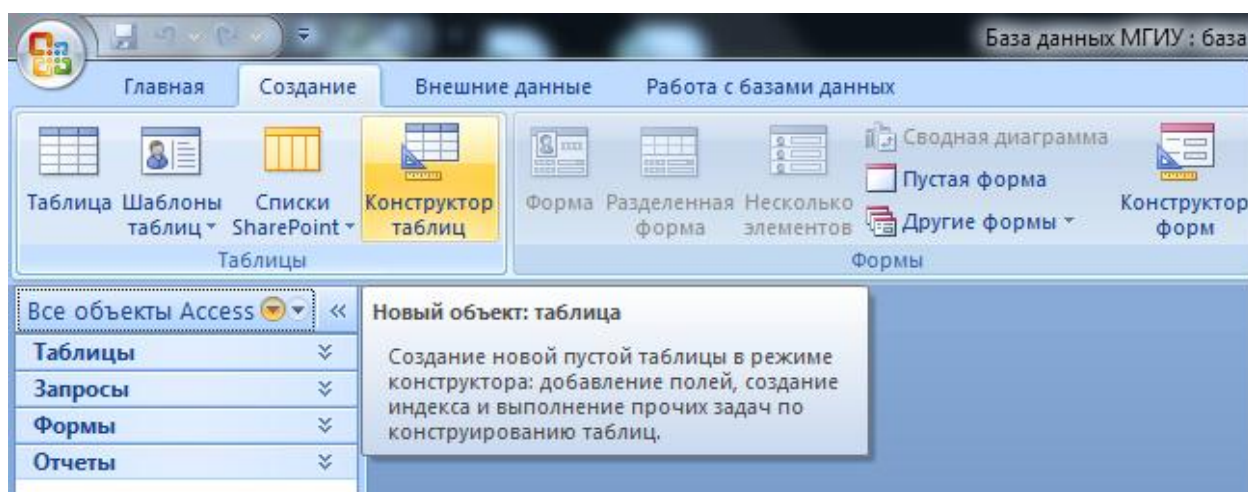 База данных МГИУ : база
Главная Создание Внешние данные Работа с базами данных
Таблица
Шаблоны
таблиц
Списки
SharePoint
Конструктор
таблиц
Таблицы
Форма
Разделенная
форма
Несколько
элементов
Сводная диаграмма
Пустая форма
Другие формы
Конструктор
форм
Формы
Все объекты Access
Таблицы
Запросы
Формы
Отчеты
Новый объект: таблица
Создание новой пустой таблицы в режиме
конструктора: добавление полей, создание
индекса и выполнение прочих задач по
конструированию таблиц.